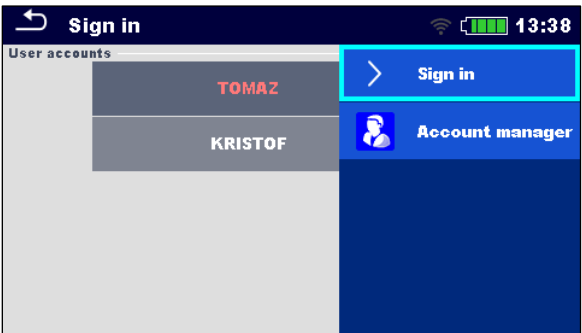 Sign in
13:38
User accounts
TOMAZ
KRISTOF
Sign in
Account manager